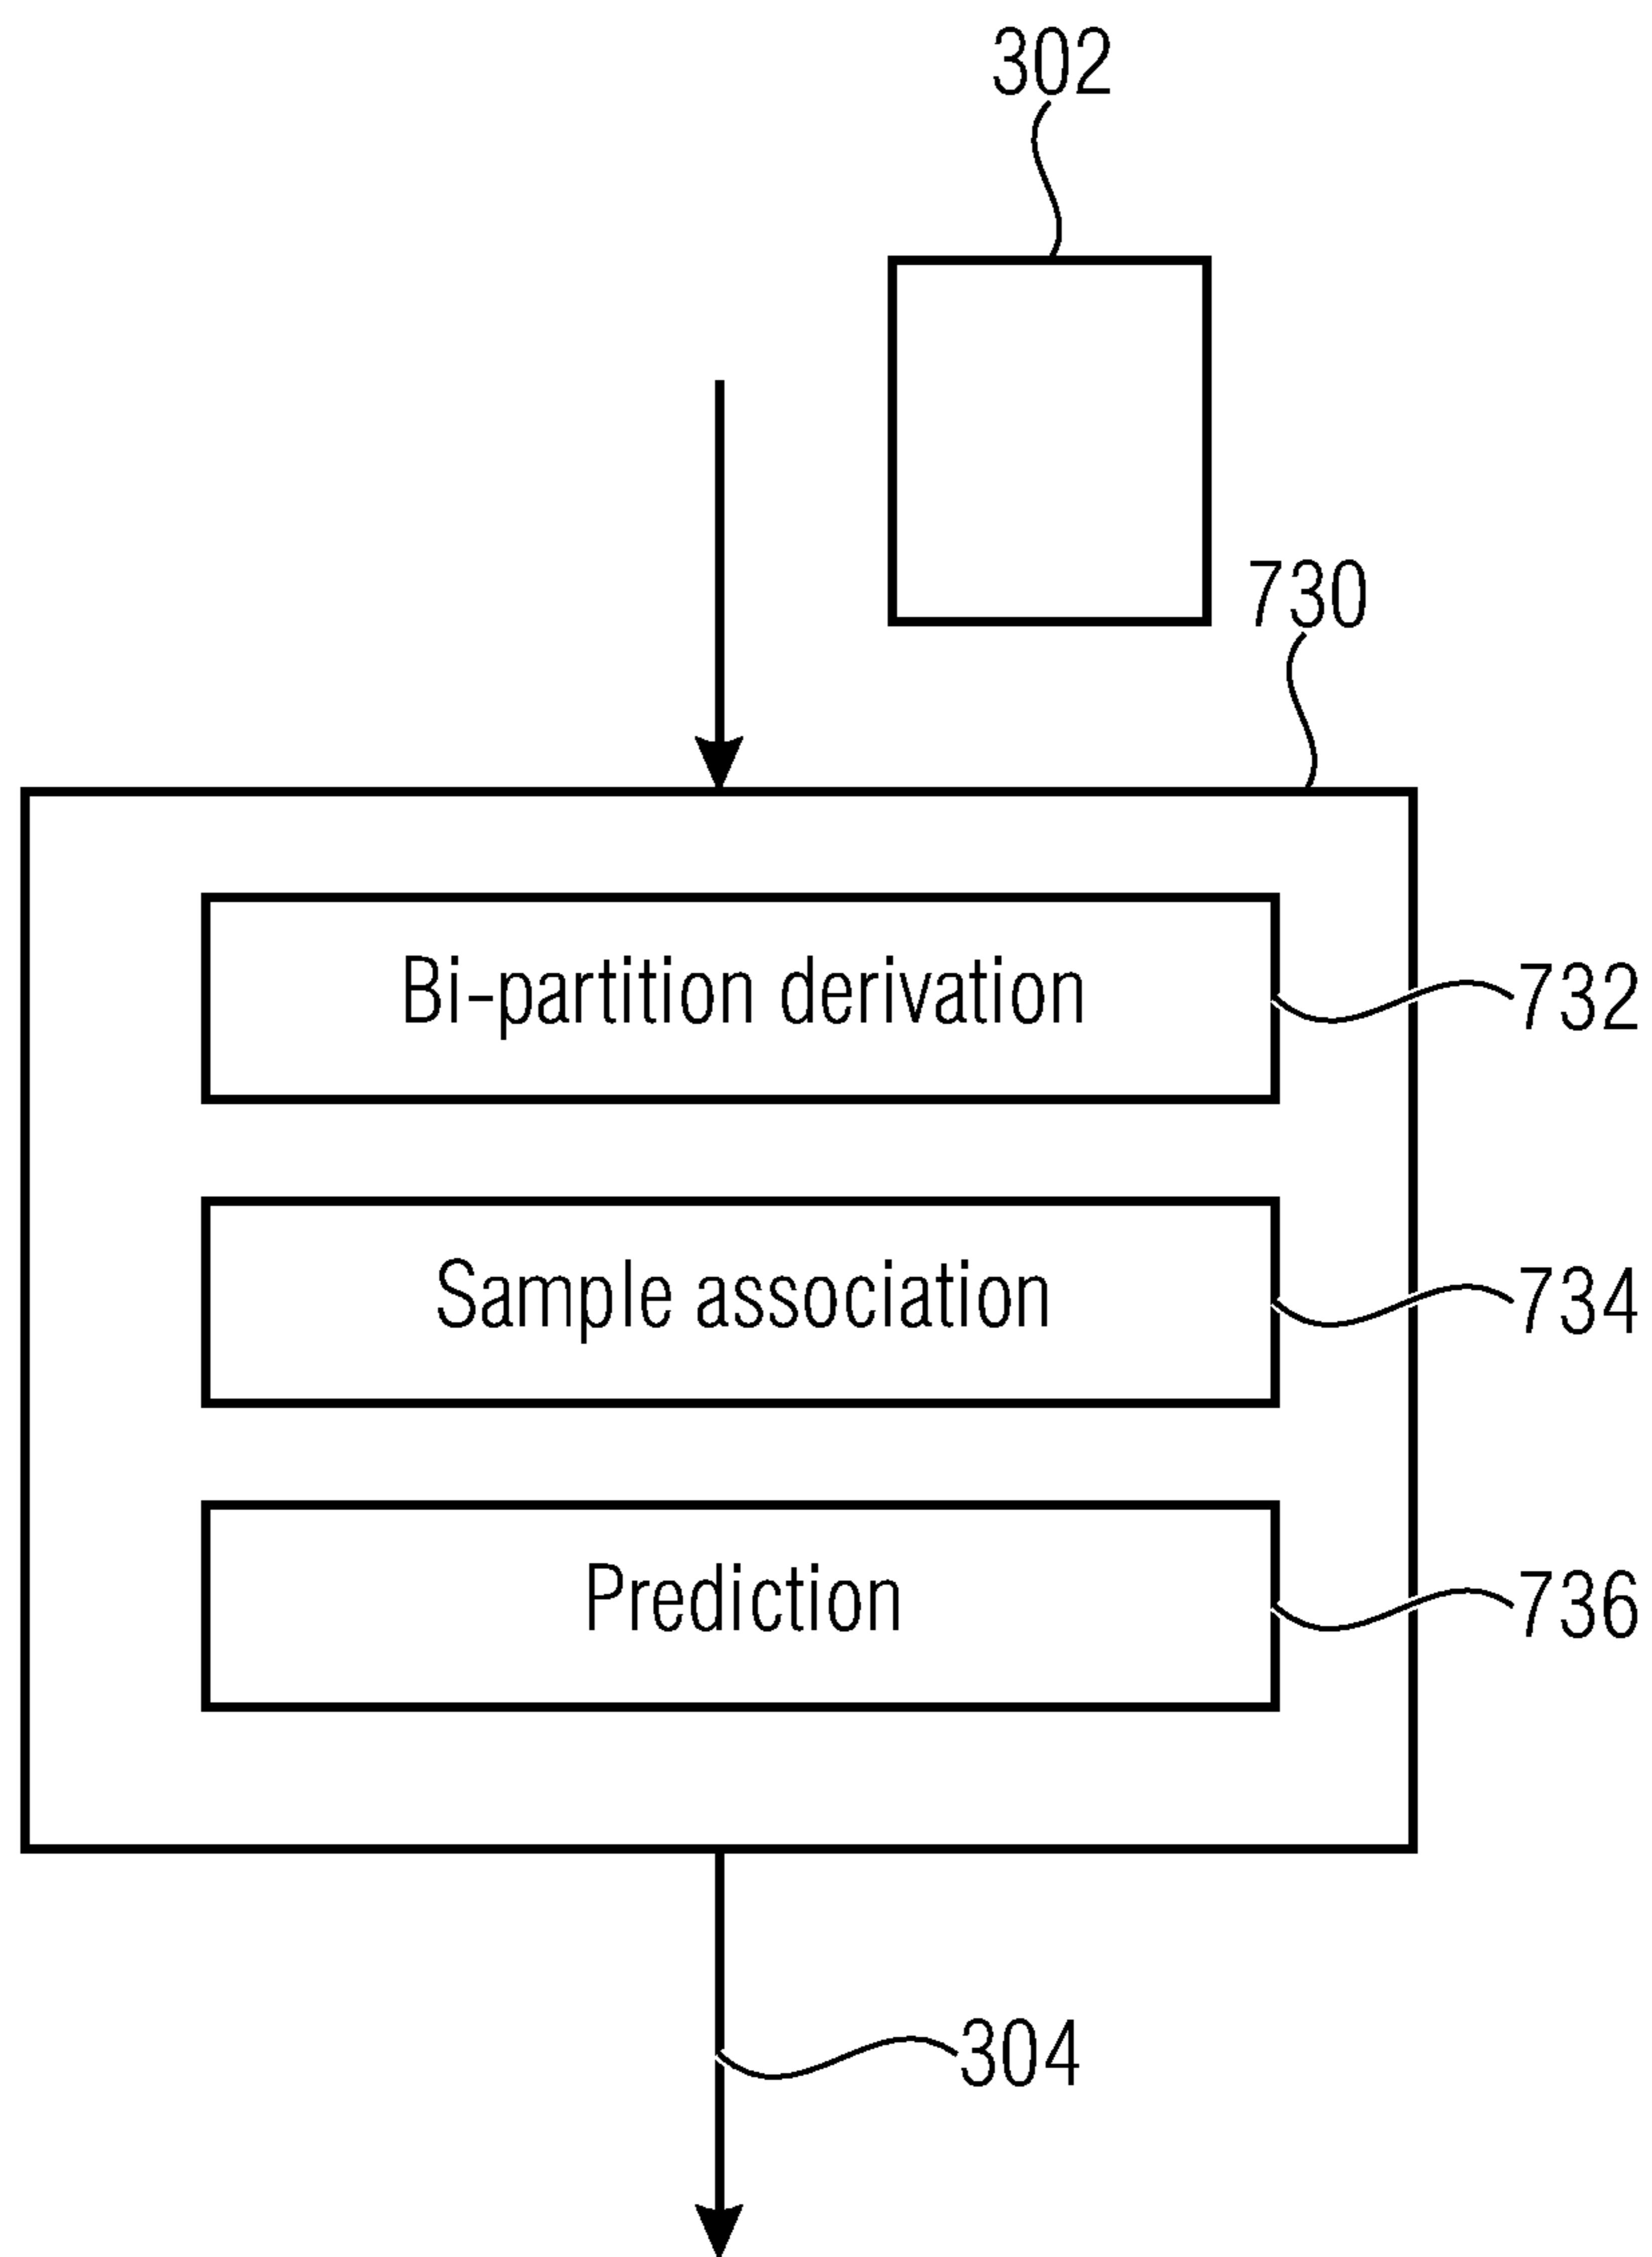 302
730
Bi-partition derivation
732
Sample association
734
Prediction
736
304